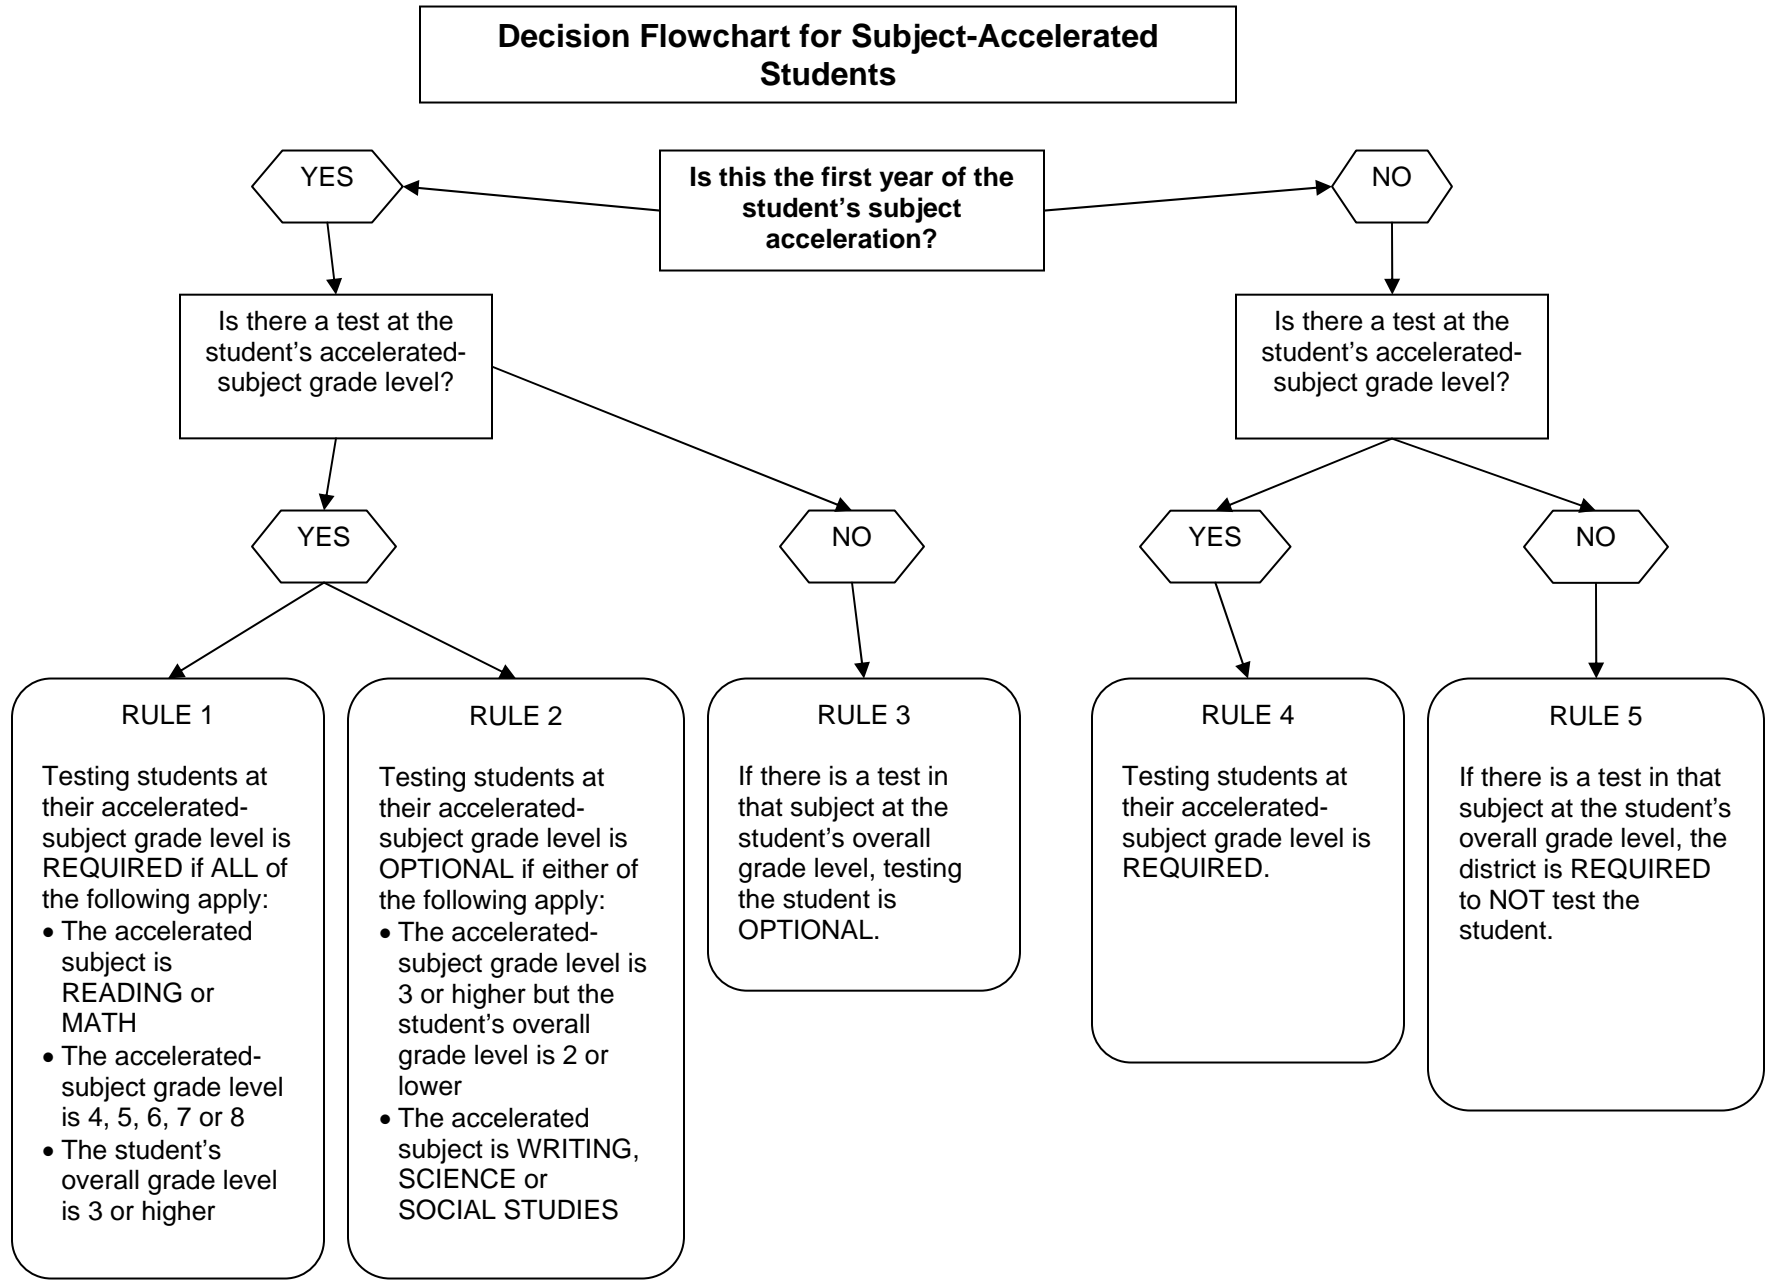 Decision Flowchart for Subject-Accelerated
Students
YES
Is this the first year of the
student's subject
acceleration?
NO
Is there a test at the
student's accelerated-
subject grade level?
Is there a test at the
student's accelerated-
subject grade level?
YES
NO
YES
NO
RULE 1
Testing students at
their accelerated-
subject grade level is
REQUIRED if ALL of
the following apply:
• The accelerated
subject is
READING or
MATH
• The accelerated-
subject grade level
is 4, 5, 6, 7 or 8
• The student's
overall grade level
is 3 or higher
RULE 2
Testing students at
their accelerated-
subject grade level is
OPTIONAL if either of
the following apply:
• The accelerated-
subject grade level is
3 or higher but the
student's overall
grade level is 2 or
lower
• The accelerated
subject is WRITING,
SCIENCE or
SOCIAL STUDIES
RULE 3
If there is a test in
that subject at the
student's overall
grade level, testing
the student is
OPTIONAL.
RULE 4
Testing students at
their accelerated-
subject grade level is
REQUIRED.
RULE 5
If there is a test in that
subject at the student's
overall grade level, the
district is REQUIRED
to NOT test the
student.